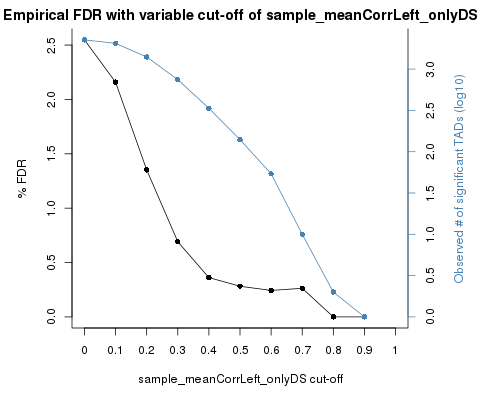 Empirical FDR with variable cut-off of sample_meanCorrLeft_onlyDS
% FDR
2.5
2.0
1.5
1.0
0.5
0.0
3.0
2.5
2.0
1.5
1.0
0.5
0.0
Observed # of significant TADs (log10)
0 0.1 0.2 0.3 0.4 0.5 0.6 0.7 0.8 0.9 1
sample_meanCorrLeft_onlyDS cut-off